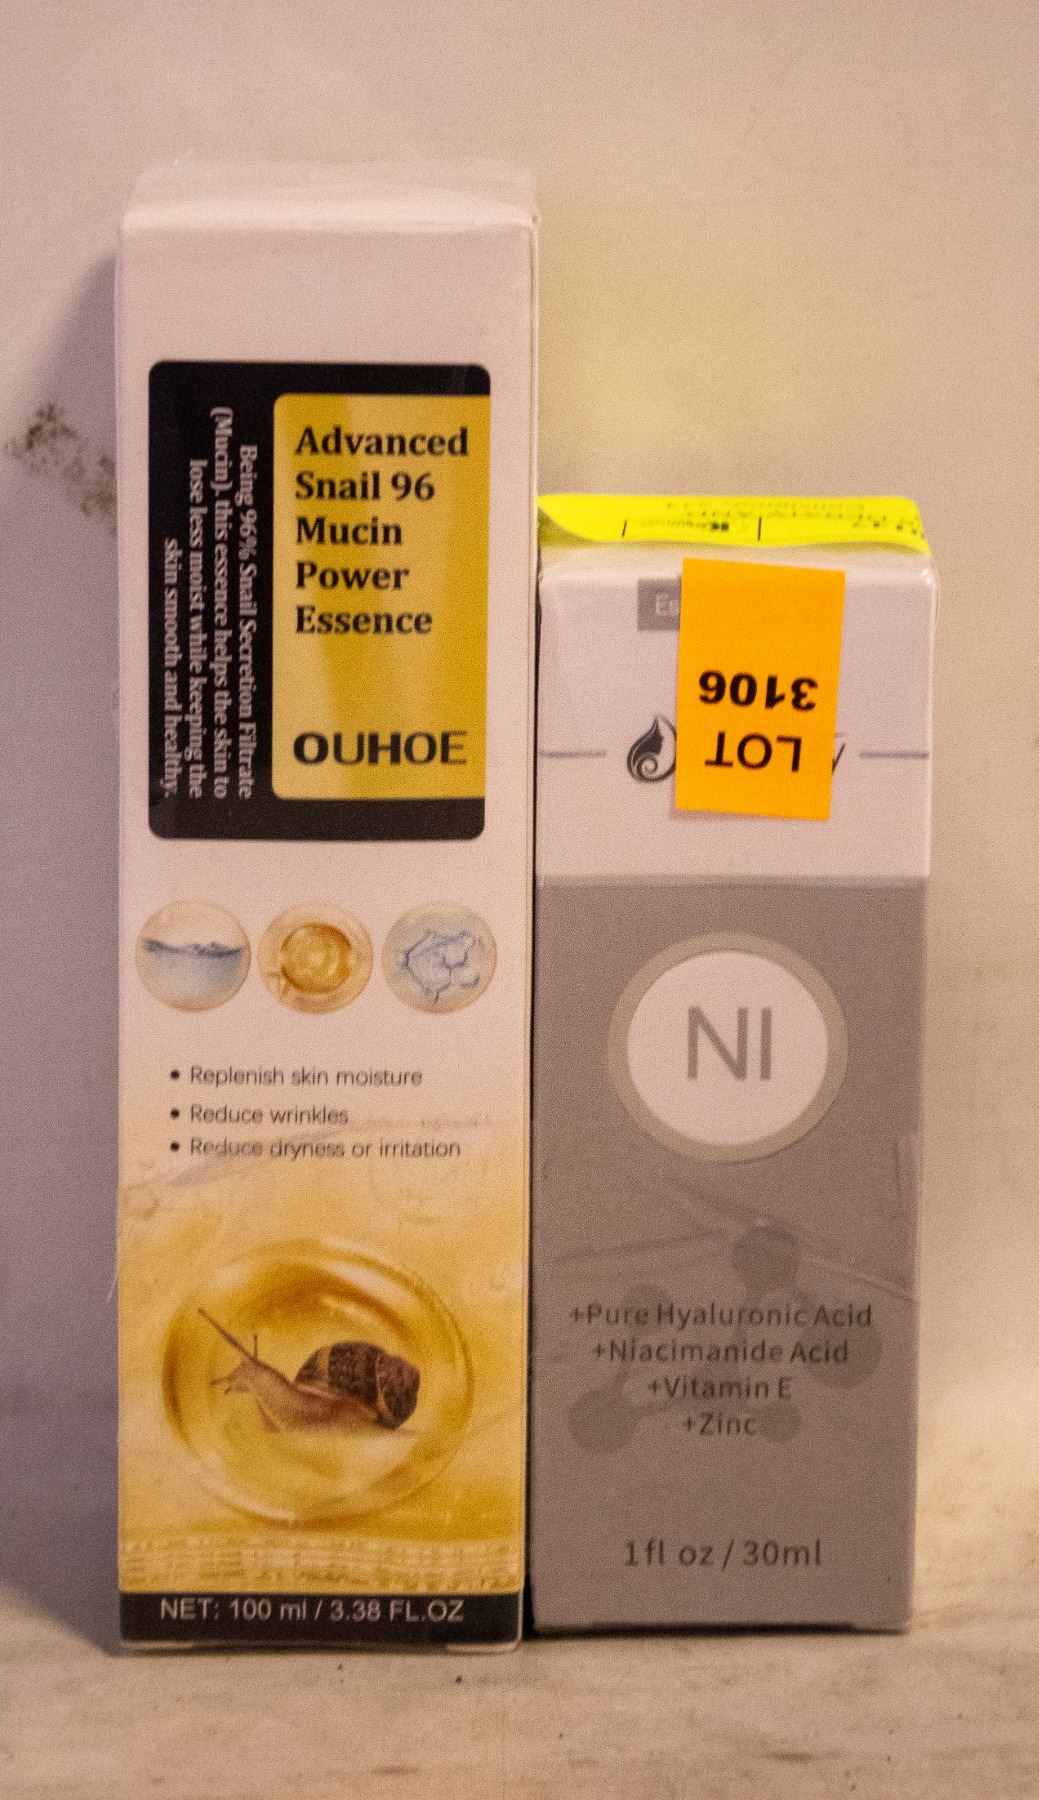 Advanced
Snail 96
Mucin
Power
Essence
OUHOE
Being 96% Snail Secretion Filtrate
(Mucin), this essence helps the skin to
lose less moist while keeping the
skin smooth and healthy.
• Replenish skin moisture
• Reduce wrinkles
• Reduce dryness or irritation
NET: 100 ml / 3.38 FL.OZ
LOT
3106
NI
+Pure Hyaluronic Acid
+Niacimanide Acid
+Vitamin E
+Zinc
1fl oz / 30ml